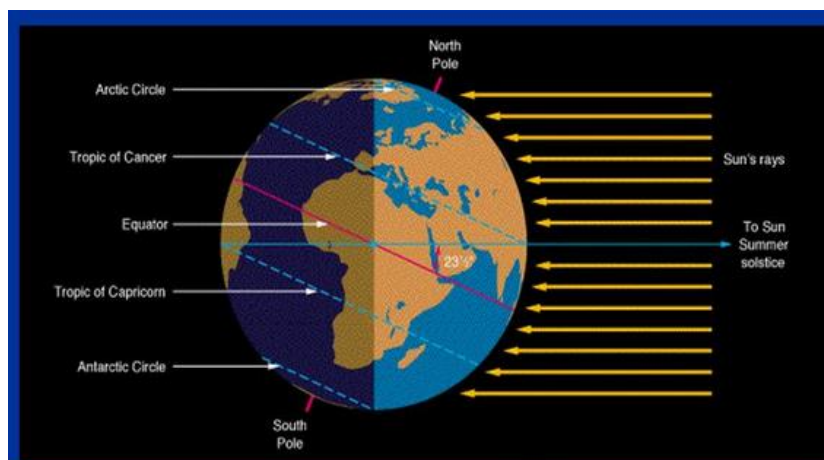 North
Pole
Arctic Circle
Tropic of Cancer
Sun's rays
Equator
To Sun
Summer
solstice
23½°
Tropic of Capricorn
Antarctic Circle
South
Pole